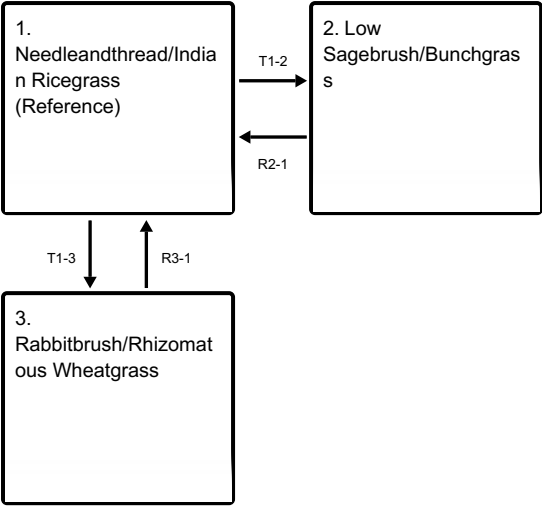 1.
Needleandthread/India
n Ricegrass
(Reference)
T1-2
2. Low
Sagebrush/Bunchgras
s
R2-1
T1-3
R3-1
3.
Rabbitbrush/Rhizomat
ous Wheatgrass